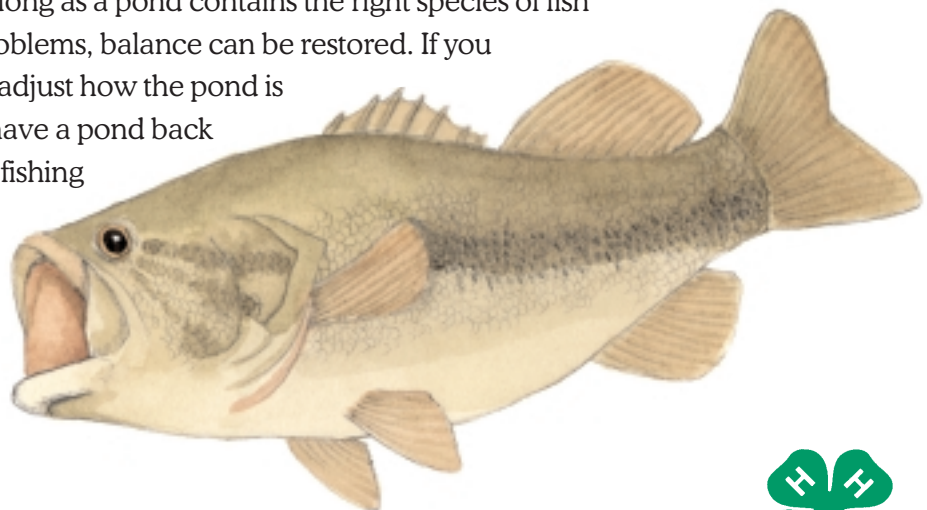 long as a pond contains the right species of fish
oblems, balance can be restored. If you
adjust how the pond is
have a pond back
fishing
H H